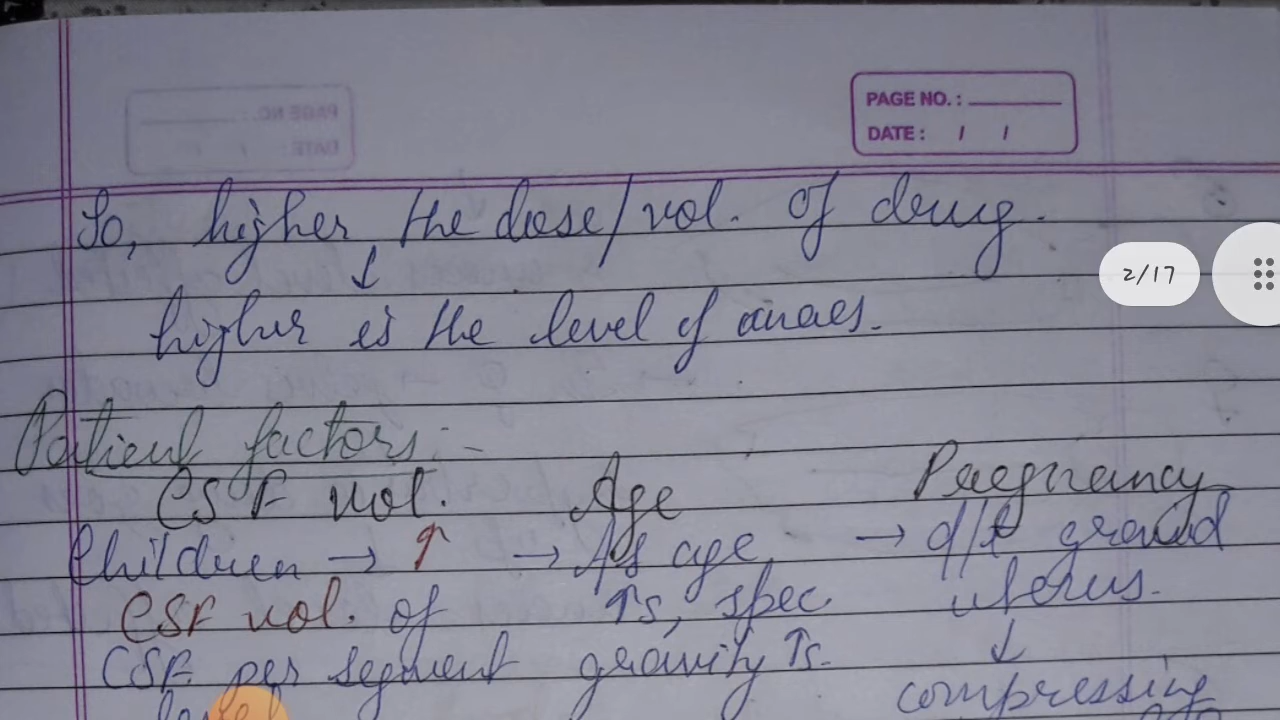 PAGE NO. :
DATE : / /
So, higher the dose/vol. of drug.
↓
2/17
higher is the level of anaes.
Patient factors :-
CSF vol. Age Pregnancy
Children → ↑ → As age → d/t gravid
CSF vol. of ↑s, spec uterus.
CSF per segment gravity ↑s. ↓
compressing